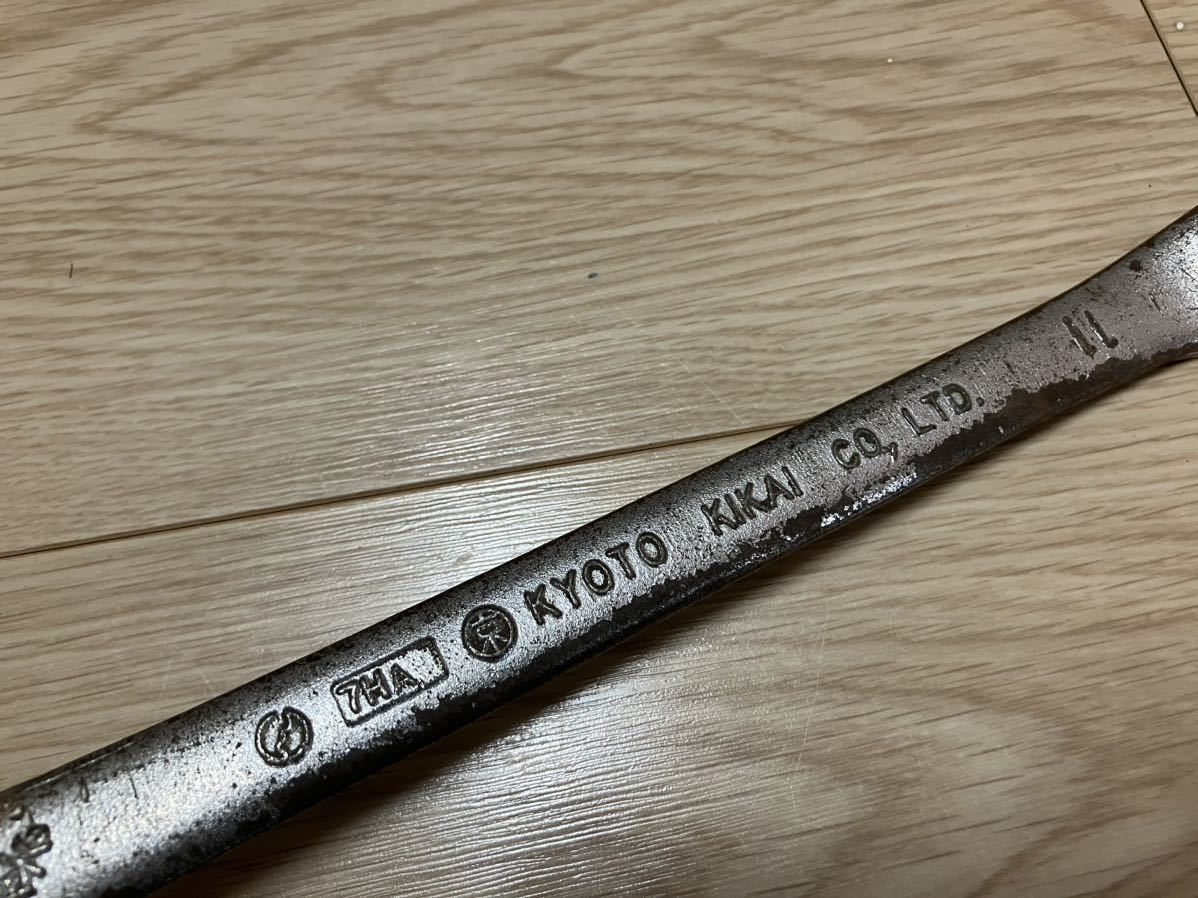 7HA 京 KYOTO KIKAI CO., LTD. 11